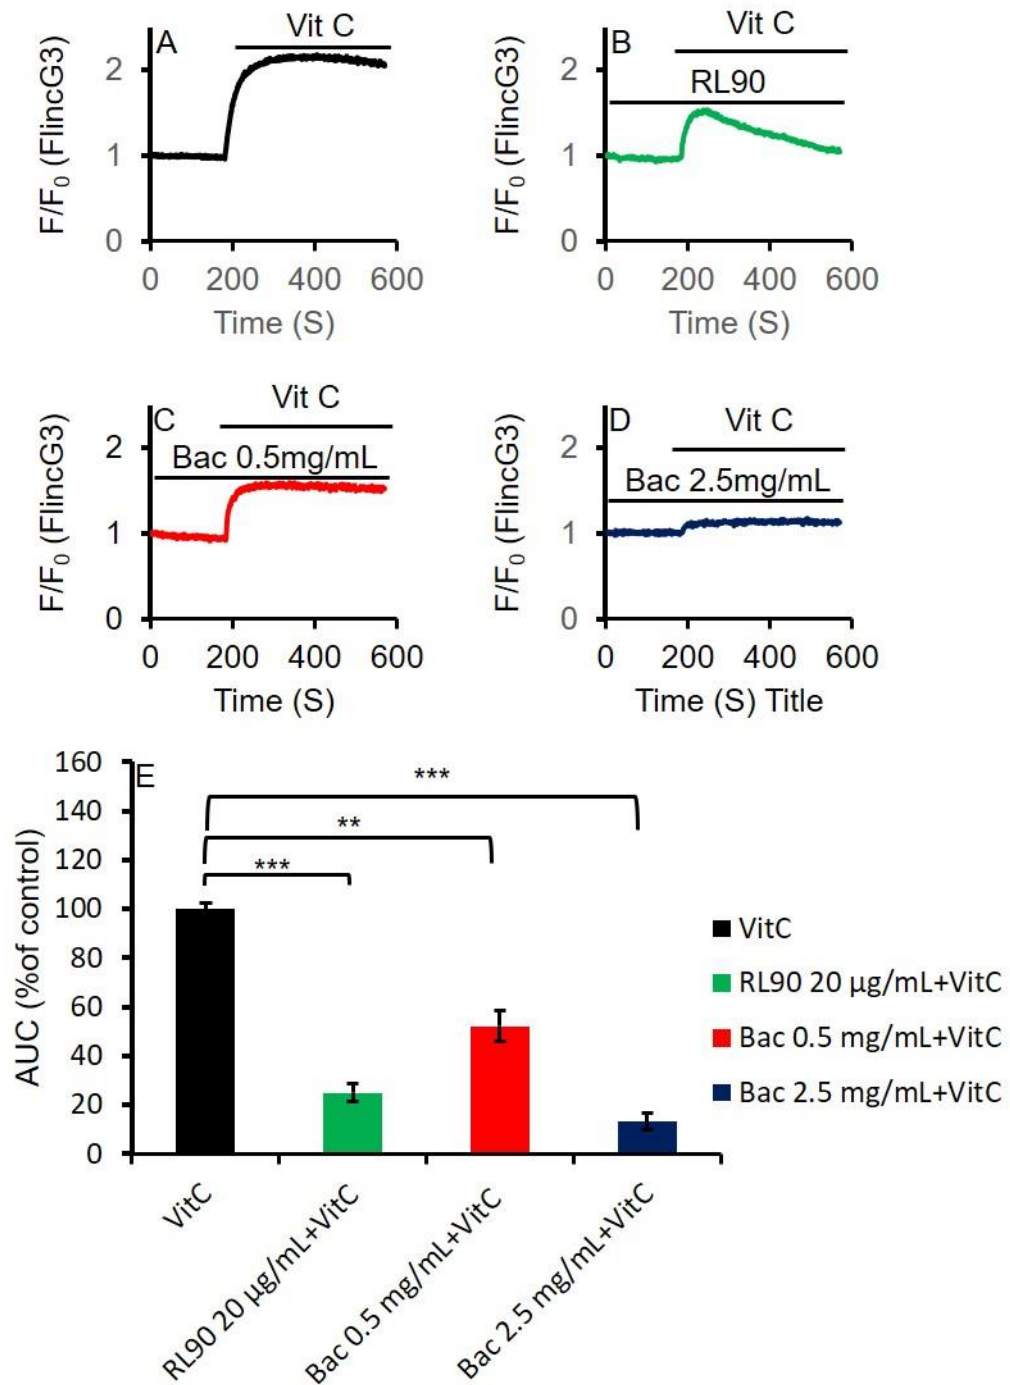 A
Vit C
F/F0 (FlincG3)
2
1
0
0 200 400 600
Time (S)
B
Vit C
RL90
F/F0 (FlincG3)
2
1
0
0 200 400 600
Time (S)
C
Vit C
Bac 0.5mg/mL
F/F0 (FlincG3)
2
1
0
0 200 400 600
Time (S)
D
Vit C
Bac 2.5mg/mL
F/F0 (FlincG3)
2
1
0
0 200 400 600
Time (S) Title
E
AUC (%of control)
160
140
120
100
80
60
40
20
0
***
**
***
VitC
RL90 20 µg/mL+VitC
Bac 0.5 mg/mL+VitC
Bac 2.5 mg/mL+VitC
VitC
RL90 20 µg/mL+VitC
Bac 0.5 mg/mL+VitC
Bac 2.5 mg/mL+VitC